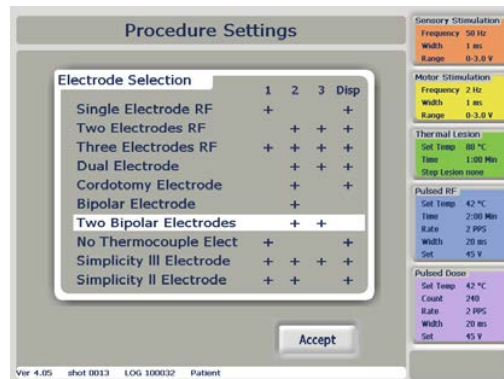 Procedure Settings
Electrode Selection
1 2 3 Disp
Single Electrode RF + +
Two Electrodes RF + + +
Three Electrodes RF + + + +
Dual Electrode + + +
Cordotomy Electrode + +
Bipolar Electrode +
Two Bipolar Electrodes + +
No Thermocouple Elect + +
Simplicity III Electrode + + + +
Simplicity II Electrode + + +
Accept
Ver 4.05 shot 0013 LOG 100032 Patient
Sensory Stimulation
Frequency 50 Hz
Width 1 ms
Range 0-3.0 V
Motor Stimulation
Frequency 2 Hz
Width 1 ms
Range 0-3.0 V
Thermal Lesion
Set Temp 80 °C
Time 1:00 Min
Step Lesion none
Pulsed RF
Set Temp 42 °C
Time 2:00 Min
Rate 2 PPS
Width 20 ms
Set 45 V
Pulsed Dose
Set Temp 42 °C
Count 240
Rate 2 PPS
Width 20 ms
Set 45 V